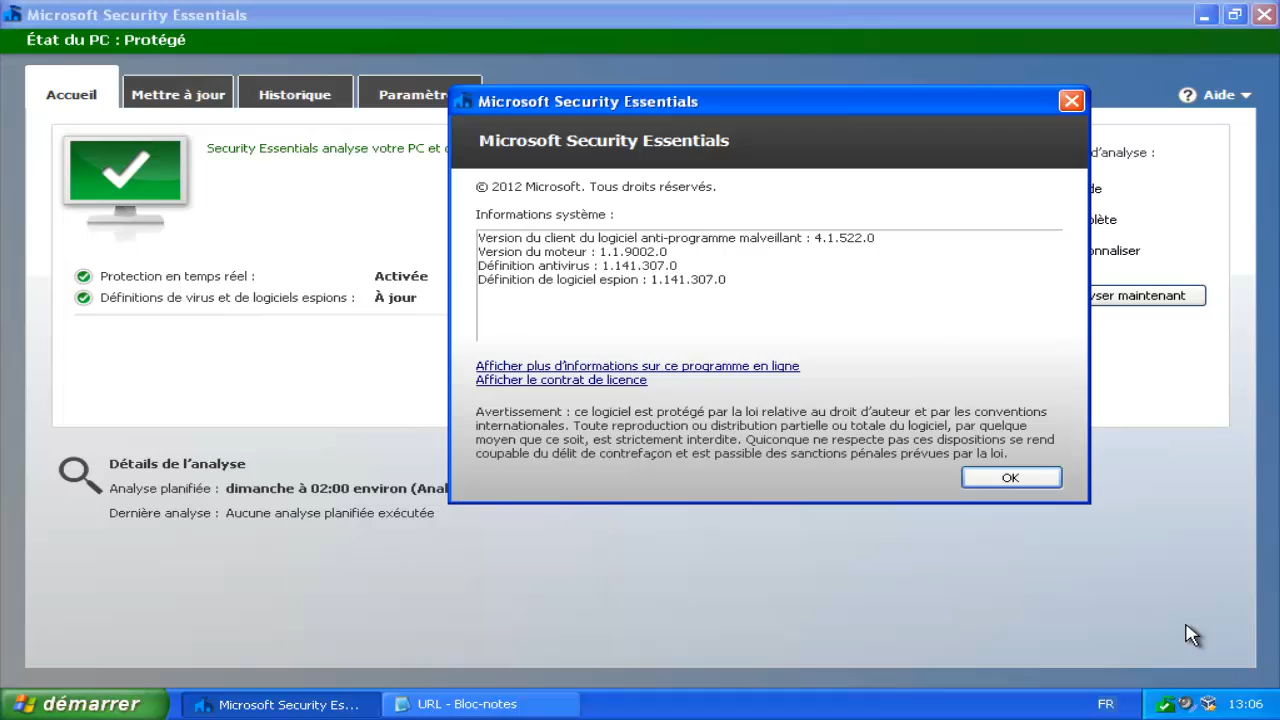 Microsoft Security Essentials
État du PC : Protégé
Accueil
Mettre à jour
Historique
Paramètr
Aide
Security Essentials analyse votre PC et
d'analyse :
Protection en temps réel : Activée
Définitions de virus et de logiciels espions : À jour
Détails de l'analyse
Analyse planifiée : dimanche à 02:00 environ (Anal
Dernière analyse : Aucune analyse planifiée exécutée
Microsoft Security Essentials
Microsoft Security Essentials
© 2012 Microsoft. Tous droits réservés.
Informations système :
Version du client du logiciel anti-programme malveillant : 4.1.522.0
Version du moteur : 1.1.9002.0
Définition antivirus : 1.141.307.0
Définition de logiciel espion : 1.141.307.0
Afficher plus d'informations sur ce programme en ligne
Afficher le contrat de licence
Avertissement : ce logiciel est protégé par la loi relative au droit d'auteur et par les conventions
internationales. Toute reproduction ou distribution partielle ou totale du logiciel, par quelque
moyen que ce soit, est strictement interdite. Quiconque ne respecte pas ces dispositions se rend
coupable du délit de contrefaçon et est passible des sanctions pénales prévues par la loi.
OK
de
plète
onnaliser
yser maintenant
démarrer
Microsoft Security Es...
URL - Bloc-notes
FR
13:06